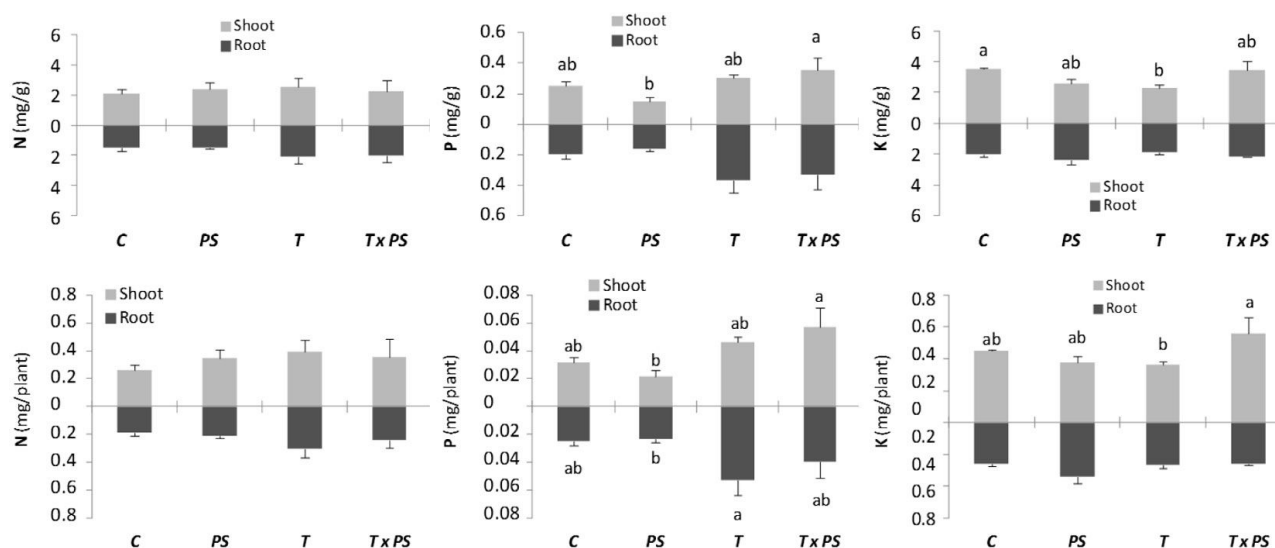 N (mg/g)
6
4
2
0
2
4
6
Shoot
Root
C PS T T x PS
P (mg/g)
0.6
0.4
0.2
0
0.2
0.4
0.6
Shoot
Root
ab b ab a
C PS T T x PS
K (mg/g)
6
4
2
0
2
4
6
a ab b ab
Shoot
Root
C PS T T x PS
N (mg/plant)
0.8
0.6
0.4
0.2
0
0.2
0.4
0.6
0.8
Shoot
Root
C PS T T x PS
P (mg/plant)
0.08
0.06
0.04
0.02
0
0.02
0.04
0.06
0.08
Shoot
Root
ab b ab a
ab b a ab
C PS T T x PS
K (mg/plant)
0.8
0.6
0.4
0.2
0
0.2
0.4
0.6
0.8
Shoot
Root
ab ab b a
C PS T T x PS